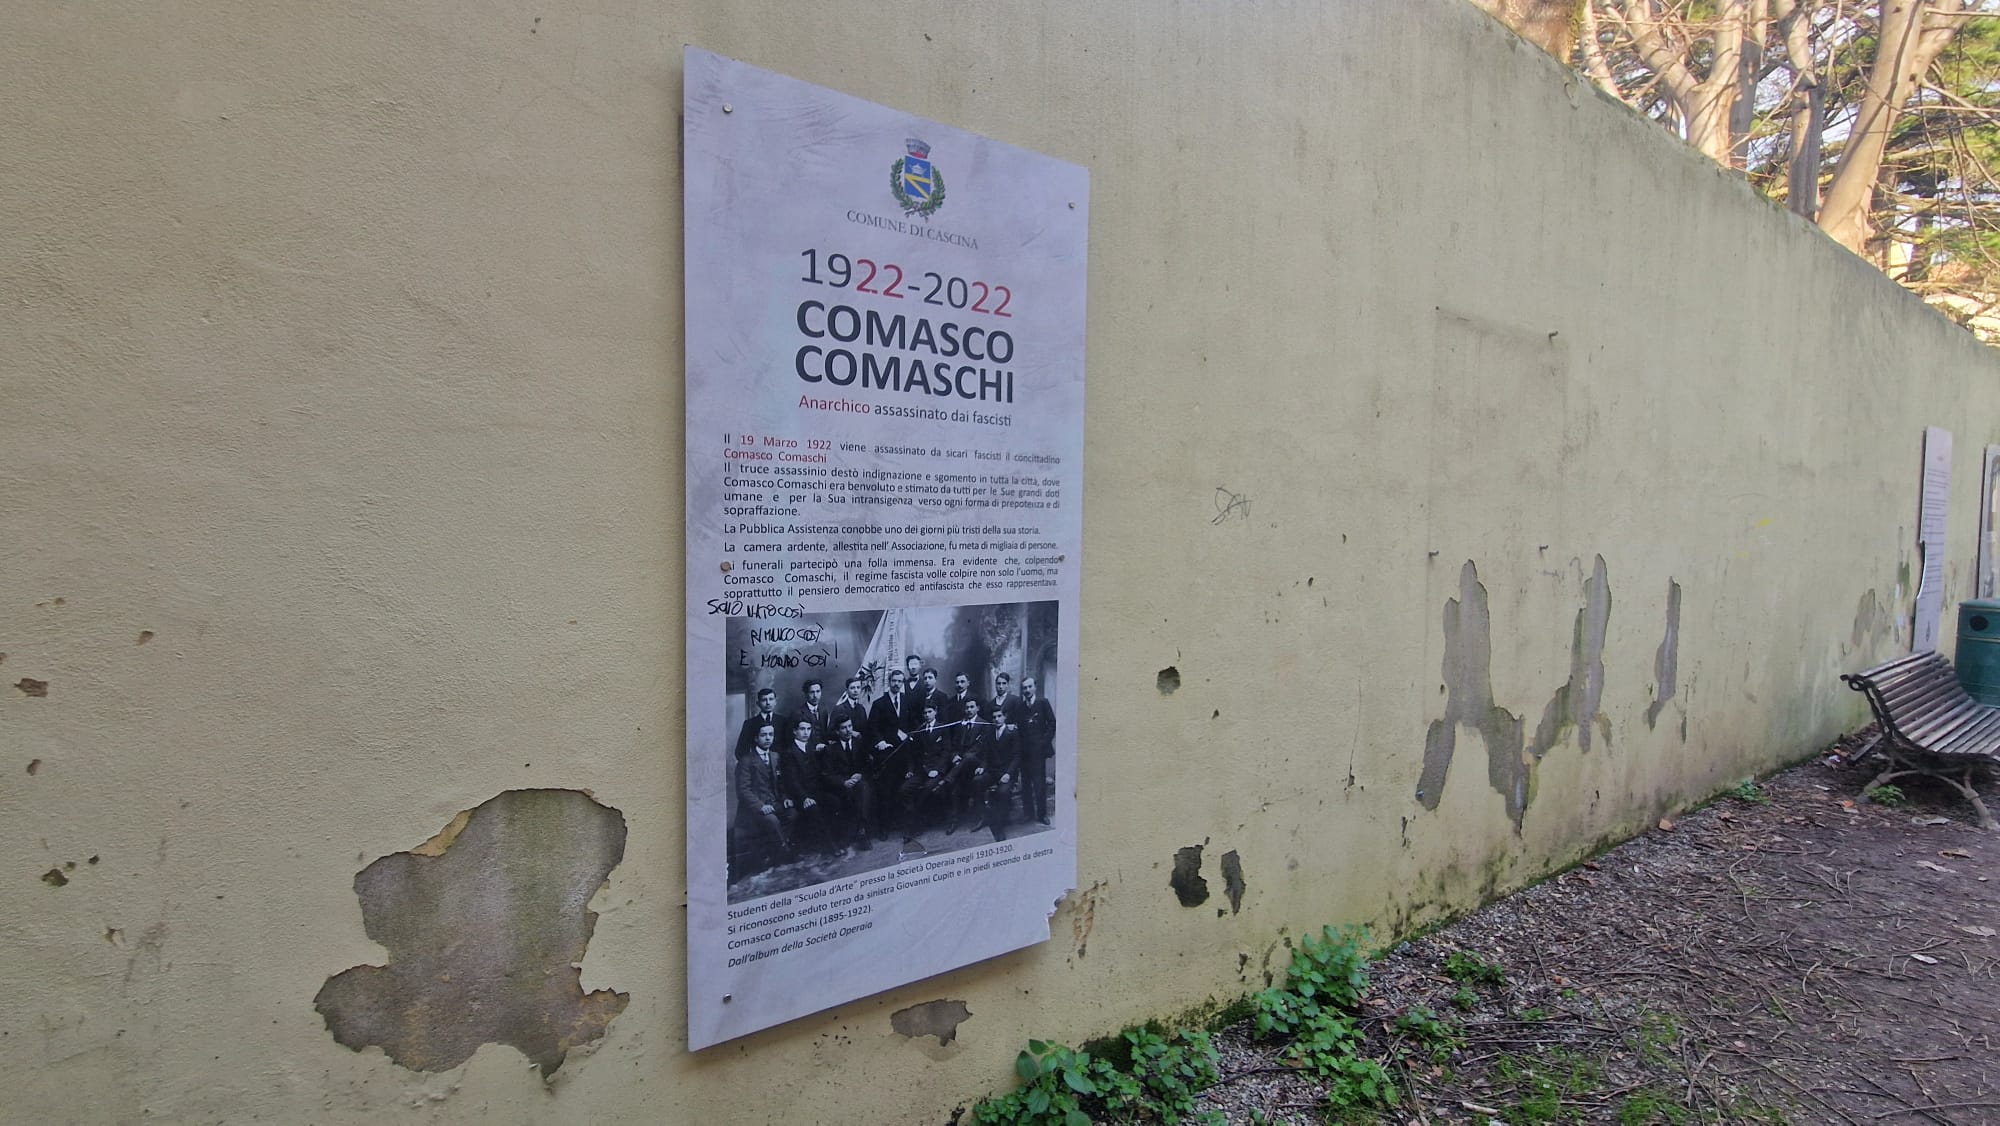 COMUNE DI CASCINA
1922-2022
COMASCO
COMASCHI
Anarchico assassinato dai fascisti
Il 19 Marzo 1922 viene assassinato da sicari fascisti il concittadino
Comasco Comaschi
Il truce assassinio destò indignazione e sgomento in tutta la città, dove
Comasco Comaschi era benvoluto e stimato da tutti per le Sue grandi doti
umane e per la Sua intransigenza verso ogni forma di prepotenza e di
sopraffazione.
La Pubblica Assistenza conobbe uno dei giorni più tristi della sua storia.
La camera ardente, allestita nell' Associazione, fu meta di migliaia di persone.
Ai funerali partecipò una folla immensa. Era evidente che, colpendo
Comasco Comaschi, il regime fascista volle colpire non solo l'uomo, ma
soprattutto il pensiero democratico ed antifascista che esso rappresentava.
SONO NATO COSÌ
COSÌ
E MORIRÒ COSÌ!
Studenti della "Scuola d'Arte" presso la Società Operaia negli 1910-1920.
Si riconoscono seduto terzo da sinistra Giovanni Cupiti e in piedi secondo da destra
Comasco Comaschi (1895-1922).
Dall'album della Società Operaia